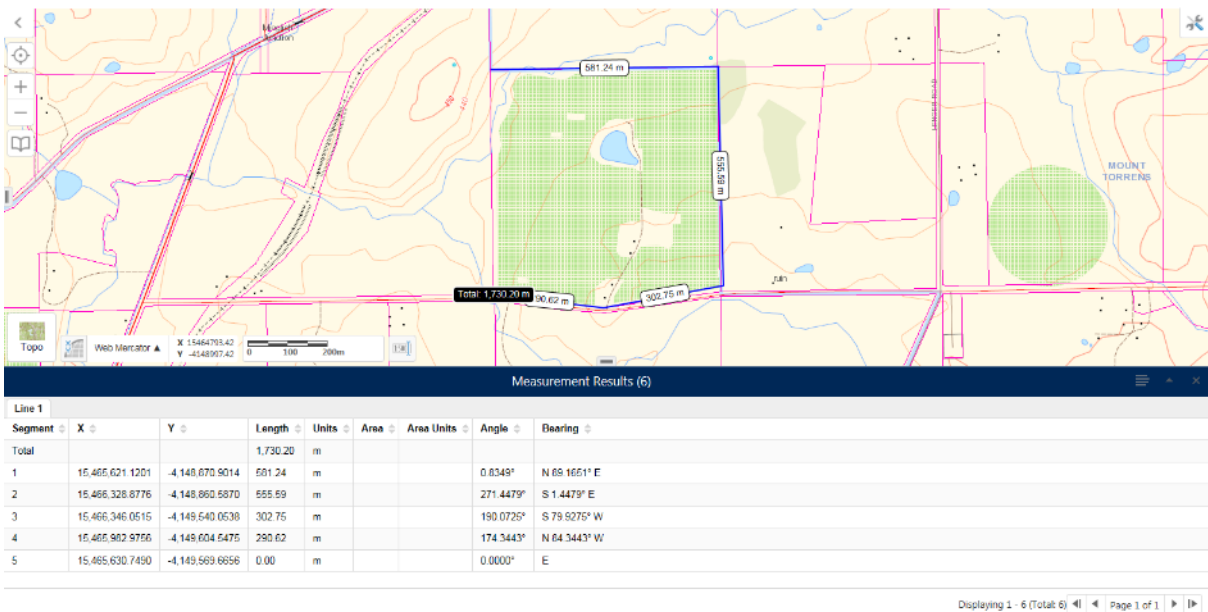 Junction
581.24 m
555.59 m
ROAD
MOUNT
TORRENS
ruin
Total: 1,730.20 m
90.62 m
302.75 m
Topo
Web Mercator ▲
X 15464793.42
Y -4148997.42
0 100 200m
Measurement Results (6)
Line 1
Segment X Y Length Units Area Area Units Angle Bearing
Total 1,730.20 m
1 15,465,621.1201 -4,148,870.9014 581.24 m 0.8349° N 89.1651° E
2 15,466,328.8776 -4,148,860.5870 555.59 m 271.4479° S 1.4479° E
3 15,466,346.0515 -4,149,540.0538 302.75 m 190.0725° S 79.9275° W
4 15,465,982.9756 -4,149,604.5475 290.62 m 174.3443° N 84.3443° W
5 15,465,630.7490 -4,149,569.6656 0.00 m 0.0000° E
Displaying 1 - 6 (Total: 6) Page 1 of 1